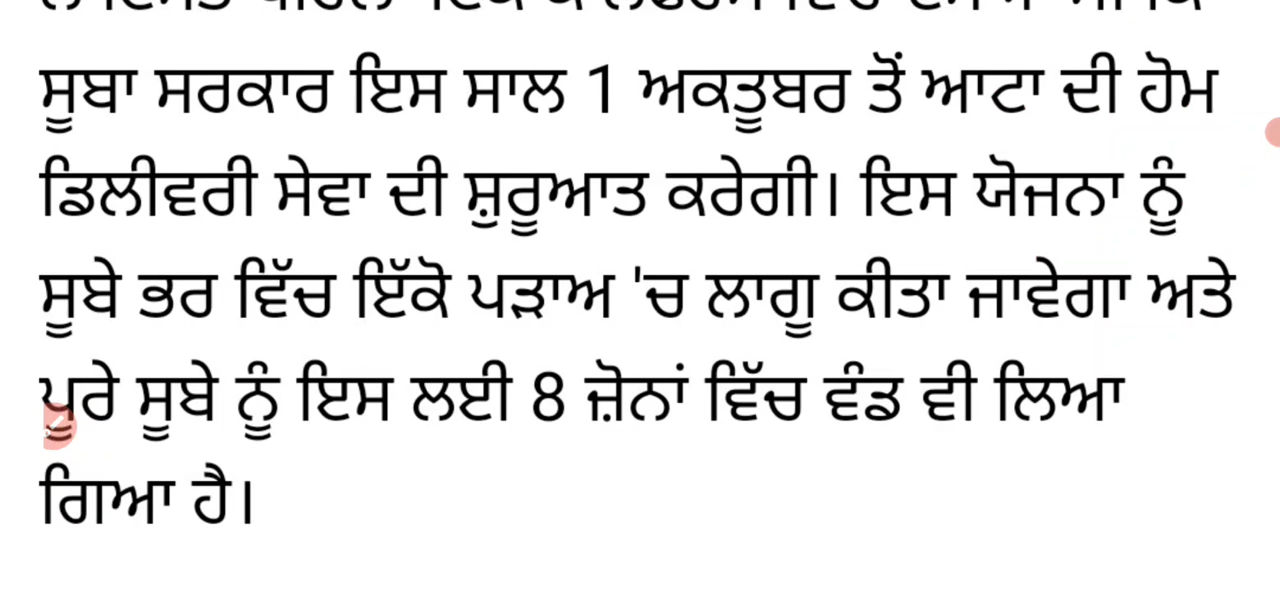 ਸੂਬਾ ਸਰਕਾਰ ਇਸ ਸਾਲ 1 ਅਕਤੂਬਰ ਤੋਂ ਆਟਾ ਦੀ ਹੋਮ
ਡਿਲੀਵਰੀ ਸੇਵਾ ਦੀ ਸ਼ੁਰੂਆਤ ਕਰੇਗੀ। ਇਸ ਯੋਜਨਾ ਨੂੰ
ਸੂਬੇ ਭਰ ਵਿੱਚ ਇੱਕੋ ਪੜਾਅ 'ਚ ਲਾਗੂ ਕੀਤਾ ਜਾਵੇਗਾ ਅਤੇ
ਪੂਰੇ ਸੂਬੇ ਨੂੰ ਇਸ ਲਈ 8 ਜ਼ੋਨਾਂ ਵਿੱਚ ਵੰਡ ਵੀ ਲਿਆ
ਗਿਆ ਹੈ।